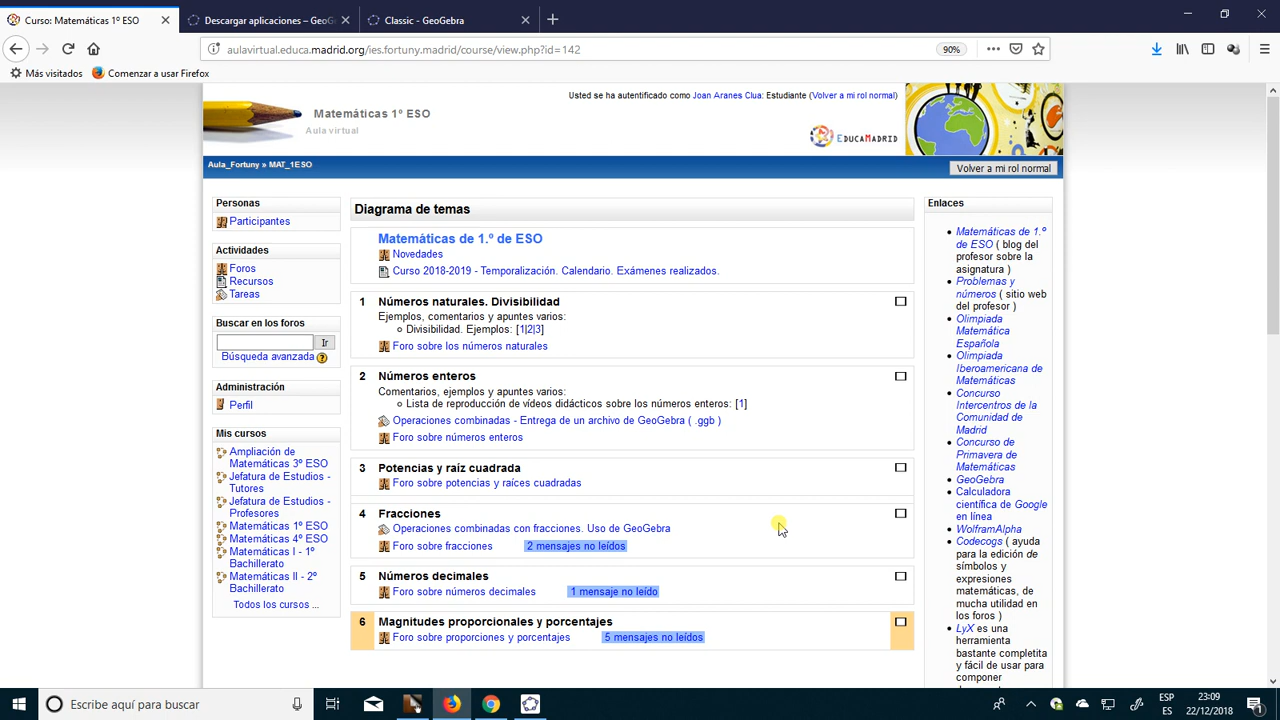 Curso: Matemáticas 1º ESO
Descargar aplicaciones – GeoG
Classic - GeoGebra
aulavirtual.educa.madrid.org/ies.fortuny.madrid/course/view.php?id=142
90%
Más visitados
Comenzar a usar Firefox
Usted se ha autentificado como Joan Aranes Clua: Estudiante (Volver a mi rol normal)
Matemáticas 1º ESO
Aula virtual
EDUCAMADRID
Aula_Fortuny » MAT_1ESO
Volver a mi rol normal
Personas
Participantes
Actividades
Foros
Recursos
Tareas
Buscar en los foros
Ir
Búsqueda avanzada
Administración
Perfil
Mis cursos
Ampliación de
Matemáticas 3º ESO
Jefatura de Estudios -
Tutores
Jefatura de Estudios -
Profesores
Matemáticas 1º ESO
Matemáticas 4º ESO
Matemáticas I - 1º
Bachillerato
Matemáticas II - 2º
Bachillerato
Todos los cursos ...
Diagrama de temas
Matemáticas de 1.º de ESO
Novedades
Curso 2018-2019 - Temporalización. Calendario. Exámenes realizados.
1 Números naturales. Divisibilidad
Ejemplos, comentarios y apuntes varios:
Divisibilidad. Ejemplos: [1|2|3]
Foro sobre los números naturales
2 Números enteros
Comentarios, ejemplos y apuntes varios:
Lista de reproducción de vídeos didácticos sobre los números enteros: [1]
Operaciones combinadas - Entrega de un archivo de GeoGebra ( .ggb )
Foro sobre números enteros
3 Potencias y raíz cuadrada
Foro sobre potencias y raíces cuadradas
4 Fracciones
Operaciones combinadas con fracciones. Uso de GeoGebra
Foro sobre fracciones 2 mensajes no leídos
5 Números decimales
Foro sobre números decimales 1 mensaje no leído
6 Magnitudes proporcionales y porcentajes
Foro sobre proporciones y porcentajes 5 mensajes no leídos
Enlaces
Matemáticas de 1.º
de ESO ( blog del
profesor sobre la
asignatura )
Problemas y
números ( sitio web
del profesor )
Olimpiada
Matemática
Española
Olimpiada
Iberoamericana de
Matemáticas
Concurso
Intercentros de la
Comunidad de
Madrid
Concurso de
Primavera de
Matemáticas
GeoGebra
Calculadora
científica de Google
en línea
WolframAlpha
Codecogs ( ayuda
para la edición de
símbolos y
expresiones
matemáticas, de
mucha utilidad en
los foros )
LyX es una
herramienta
bastante completita
y fácil de usar para
componer
Escribe aquí para buscar
ESP
ES
23:09
22/12/2018
1